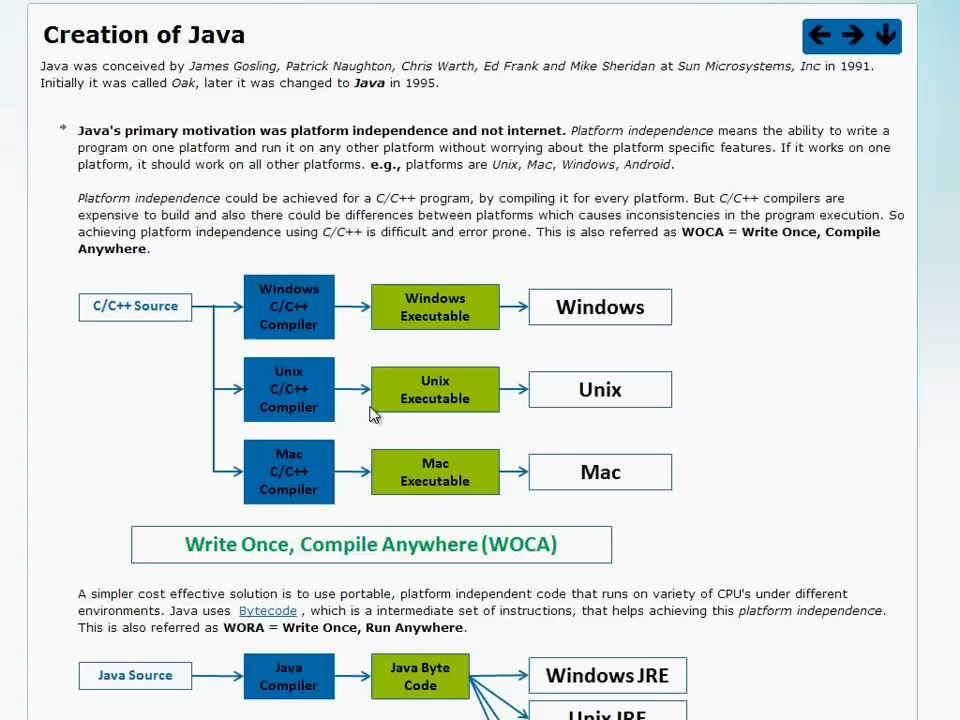 Creation of Java
Java was conceived by James Gosling, Patrick Naughton, Chris Warth, Ed Frank and Mike Sheridan at Sun Microsystems, Inc in 1991.
Initially it was called Oak, later it was changed to Java in 1995.
Java's primary motivation was platform independence and not internet. Platform independence means the ability to write a
program on one platform and run it on any other platform without worrying about the platform specific features. If it works on one
platform, it should work on all other platforms. e.g., platforms are Unix, Mac, Windows, Android.
Platform independence could be achieved for a C/C++ program, by compiling it for every platform. But C/C++ compilers are
expensive to build and also there could be differences between platforms which causes inconsistencies in the program execution. So
achieving platform independence using C/C++ is difficult and error prone. This is also referred as WOCA = Write Once, Compile
Anywhere.
C/C++ Source
Windows
C/C++
Compiler
Windows
Executable
Windows
Unix
C/C++
Compiler
Unix
Executable
Unix
Mac
C/C++
Compiler
Mac
Executable
Mac
Write Once, Compile Anywhere (WOCA)
A simpler cost effective solution is to use portable, platform independent code that runs on variety of CPU's under different
environments. Java uses Bytecode , which is a intermediate set of instructions, that helps achieving this platform independence.
This is also referred as WORA = Write Once, Run Anywhere.
Java Source
Java
Compiler
Java Byte
Code
Windows JRE
Unix JRE